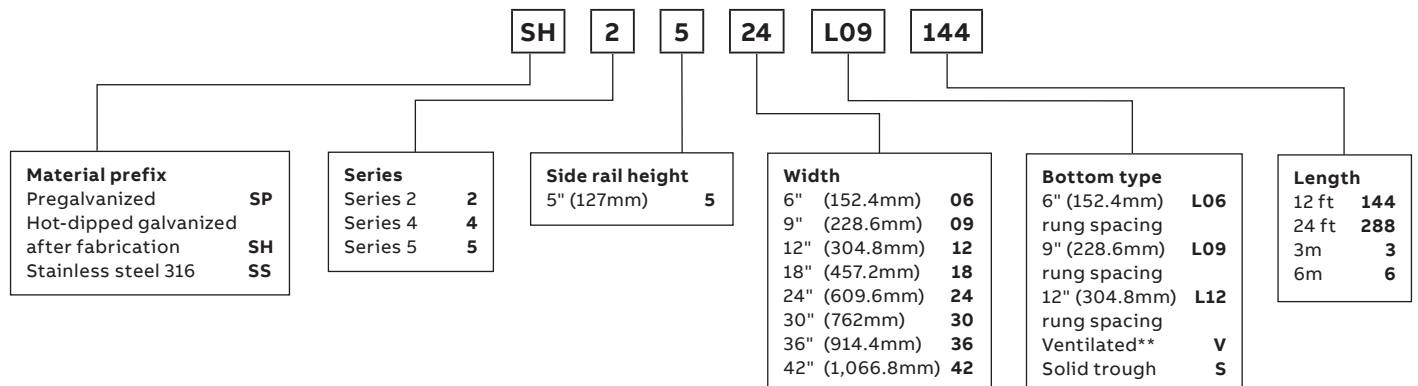 SH 2 5 24 L09 144
Material prefix
Pregalvanized SP
Hot-dipped galvanized
after fabrication SH
Stainless steel 316 SS
Series
Series 2 2
Series 4 4
Series 5 5
Side rail height
5" (127mm) 5
Width
6" (152.4mm) 06
9" (228.6mm) 09
12" (304.8mm) 12
18" (457.2mm) 18
24" (609.6mm) 24
30" (762mm) 30
36" (914.4mm) 36
42" (1,066.8mm) 42
Bottom type
6" (152.4mm) L06
rung spacing
9" (228.6mm) L09
rung spacing
12" (304.8mm) L12
rung spacing
Ventilated** V
Solid trough S
Length
12 ft 144
24 ft 288
3m 3
6m 6